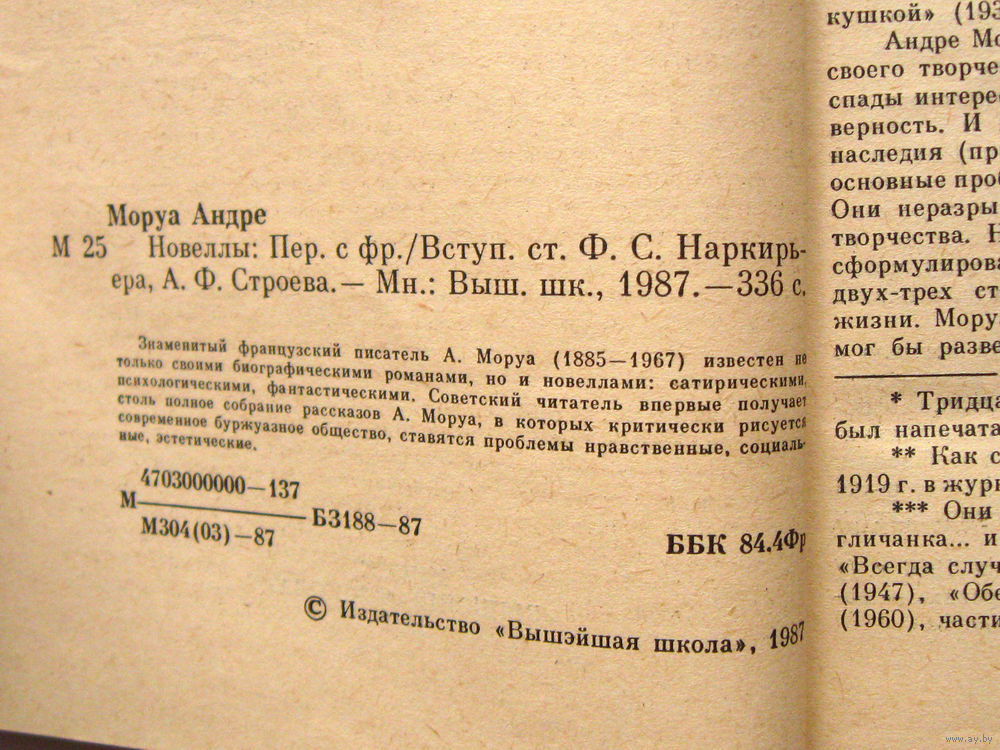 Моруа Андре
М 25 Новеллы: Пер. с фр./Вступ. ст. Ф. С. Наркирь-
ера, А. Ф. Строева.— Мн.: Выш. шк., 1987.—336 с.
Знаменитый французский писатель А. Моруа (1885—1967) известен не
только своими биографическими романами, но и новеллами: сатирическими,
психологическими, фантастическими. Советский читатель впервые получает
столь полное собрание рассказов А. Моруа, в которых критически рисуется
современное буржуазное общество, ставятся проблемы нравственные, социаль-
ные, эстетические.
4703000000—137
М
М304(03)—87
БЗ188—87
ББК 84.4Фр
© Издательство «Вышэйшая школа», 1987
кушкой» (193
Андре Мо
своего творче
спады интере
верность. И
наследия (пр
основные про
Они неразры
творчества. Н
сформулирова
двух-трех ст
жизни. Моруа
мог бы разве
* Тридца
был напечата
** Как с
1919 г. в жур
*** Они
гличанка... и
«Всегда случ
(1947), «Обе
(1960), части
www.ay.by